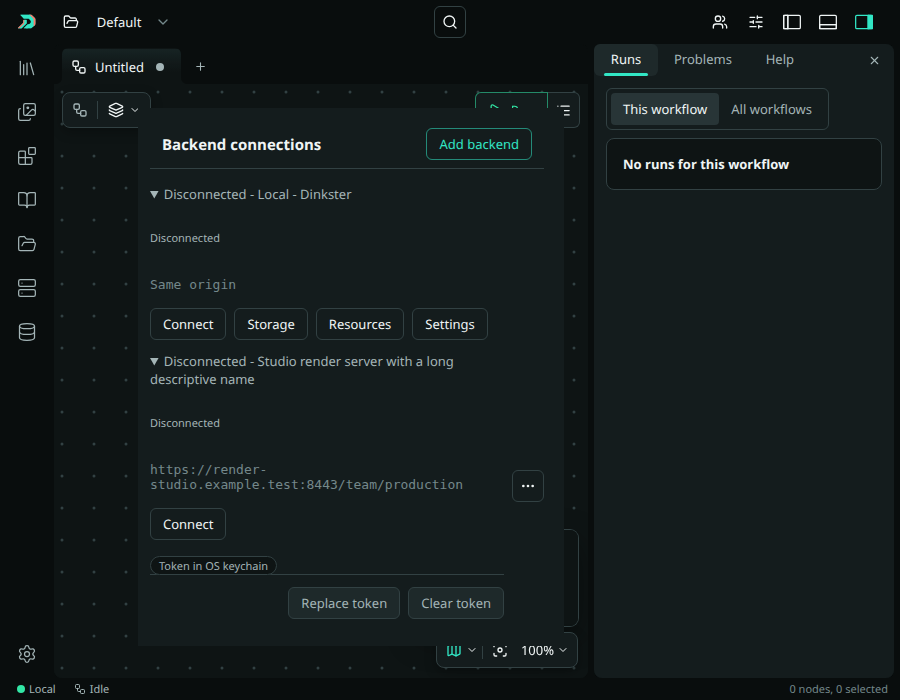 Default
Untitled
Backend connections
Add backend
Disconnected - Local - Dinkster
Disconnected
Same origin
Connect
Storage
Resources
Settings
Disconnected - Studio render server with a long
descriptive name
Disconnected
https://render-
studio.example.test:8443/team/production
Connect
Token in OS keychain
Replace token
Clear token
100%
Runs
Problems
Help
This workflow
All workflows
No runs for this workflow
Local
Idle
0 nodes, 0 selected